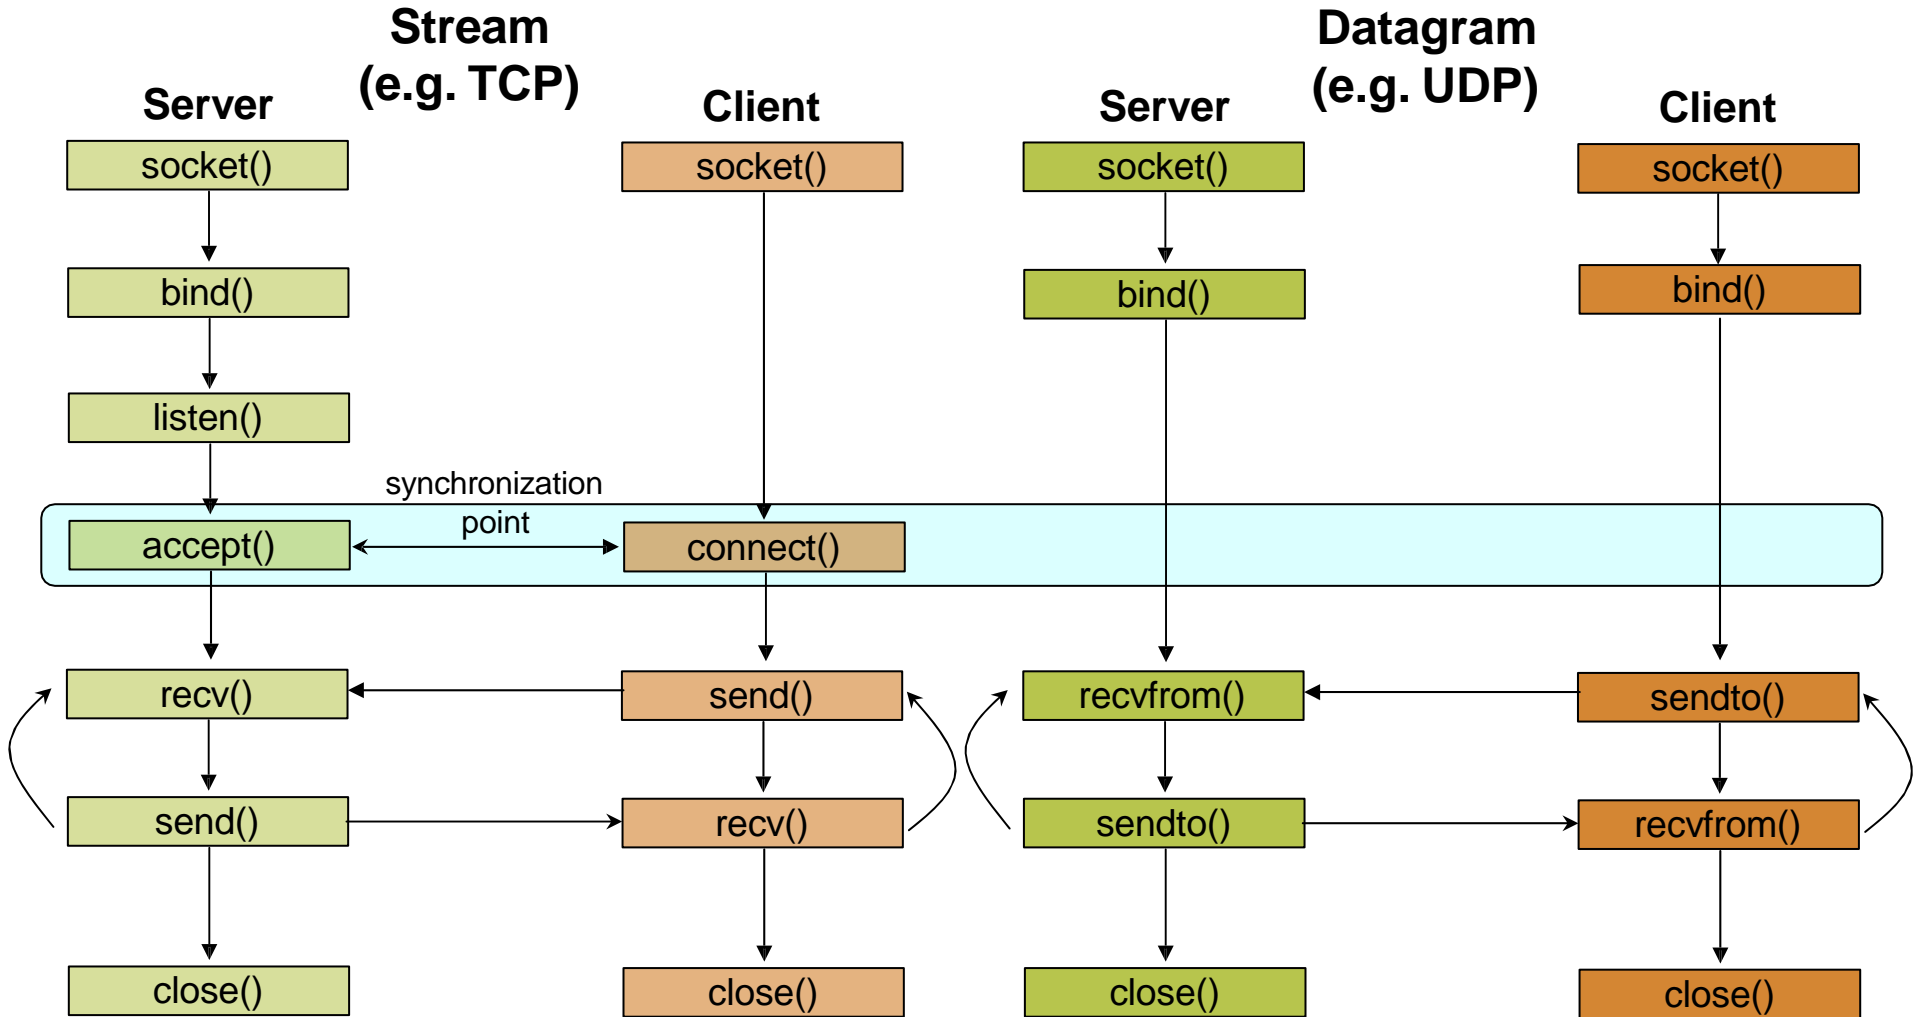 Stream
(e.g. TCP)
Datagram
(e.g. UDP)
Server
Client
Server
Client
socket()
socket()
socket()
socket()
bind()
bind()
bind()
listen()
synchronization
point
accept()
connect()
recv()
send()
recvfrom()
sendto()
send()
recv()
sendto()
recvfrom()
close()
close()
close()
close()